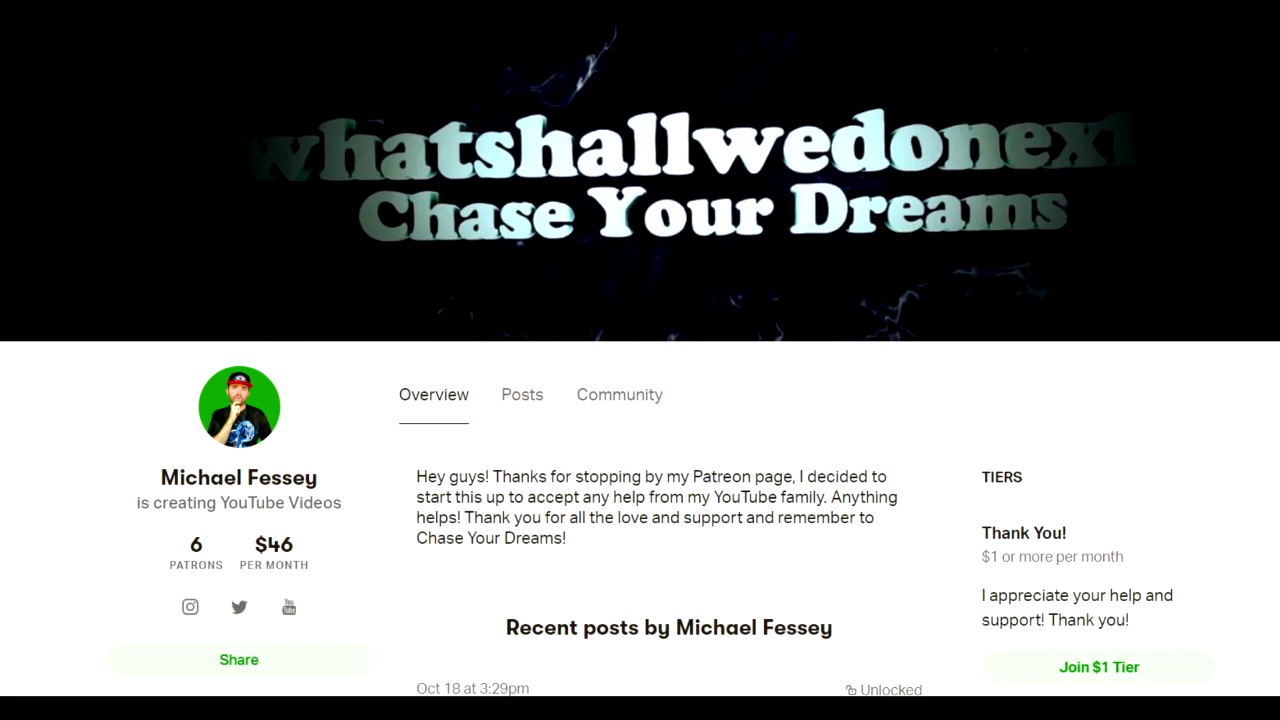 whatshallwedonext
Chase Your Dreams
Michael Fessey
is creating YouTube Videos
6
PATRONS
$46
PER MONTH
You
Tube
Share
Overview
Posts
Community
Hey guys! Thanks for stopping by my Patreon page, I decided to
start this up to accept any help from my YouTube family. Anything
helps! Thank you for all the love and support and remember to
Chase Your Dreams!
Recent posts by Michael Fessey
Oct 18 at 3:29pm
Unlocked
TIERS
Thank You!
$1 or more per month
I appreciate your help and
support! Thank you!
Join $1 Tier